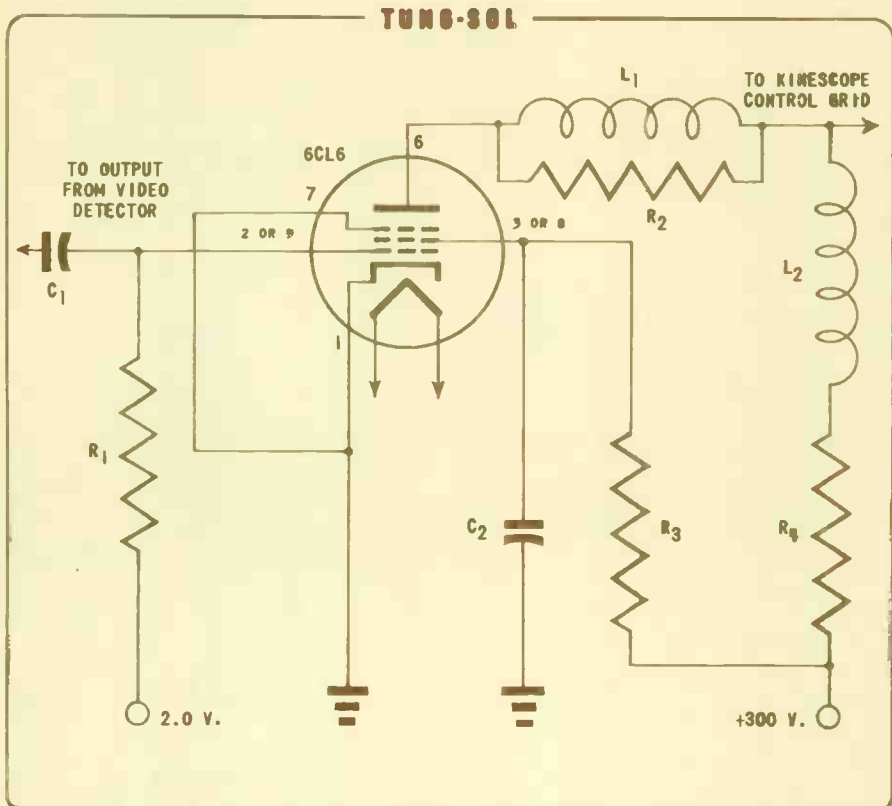 TUNG-SOL
L1
TO KINESCOPE
CONTROL GRID
6CL6
6
TO OUTPUT
FROM VIDEO
DETECTOR
7
2 OR 9
3 OR 8
R2
C1
L2
1
R1
C2
R3
R4
2.0 V.
+300 V.